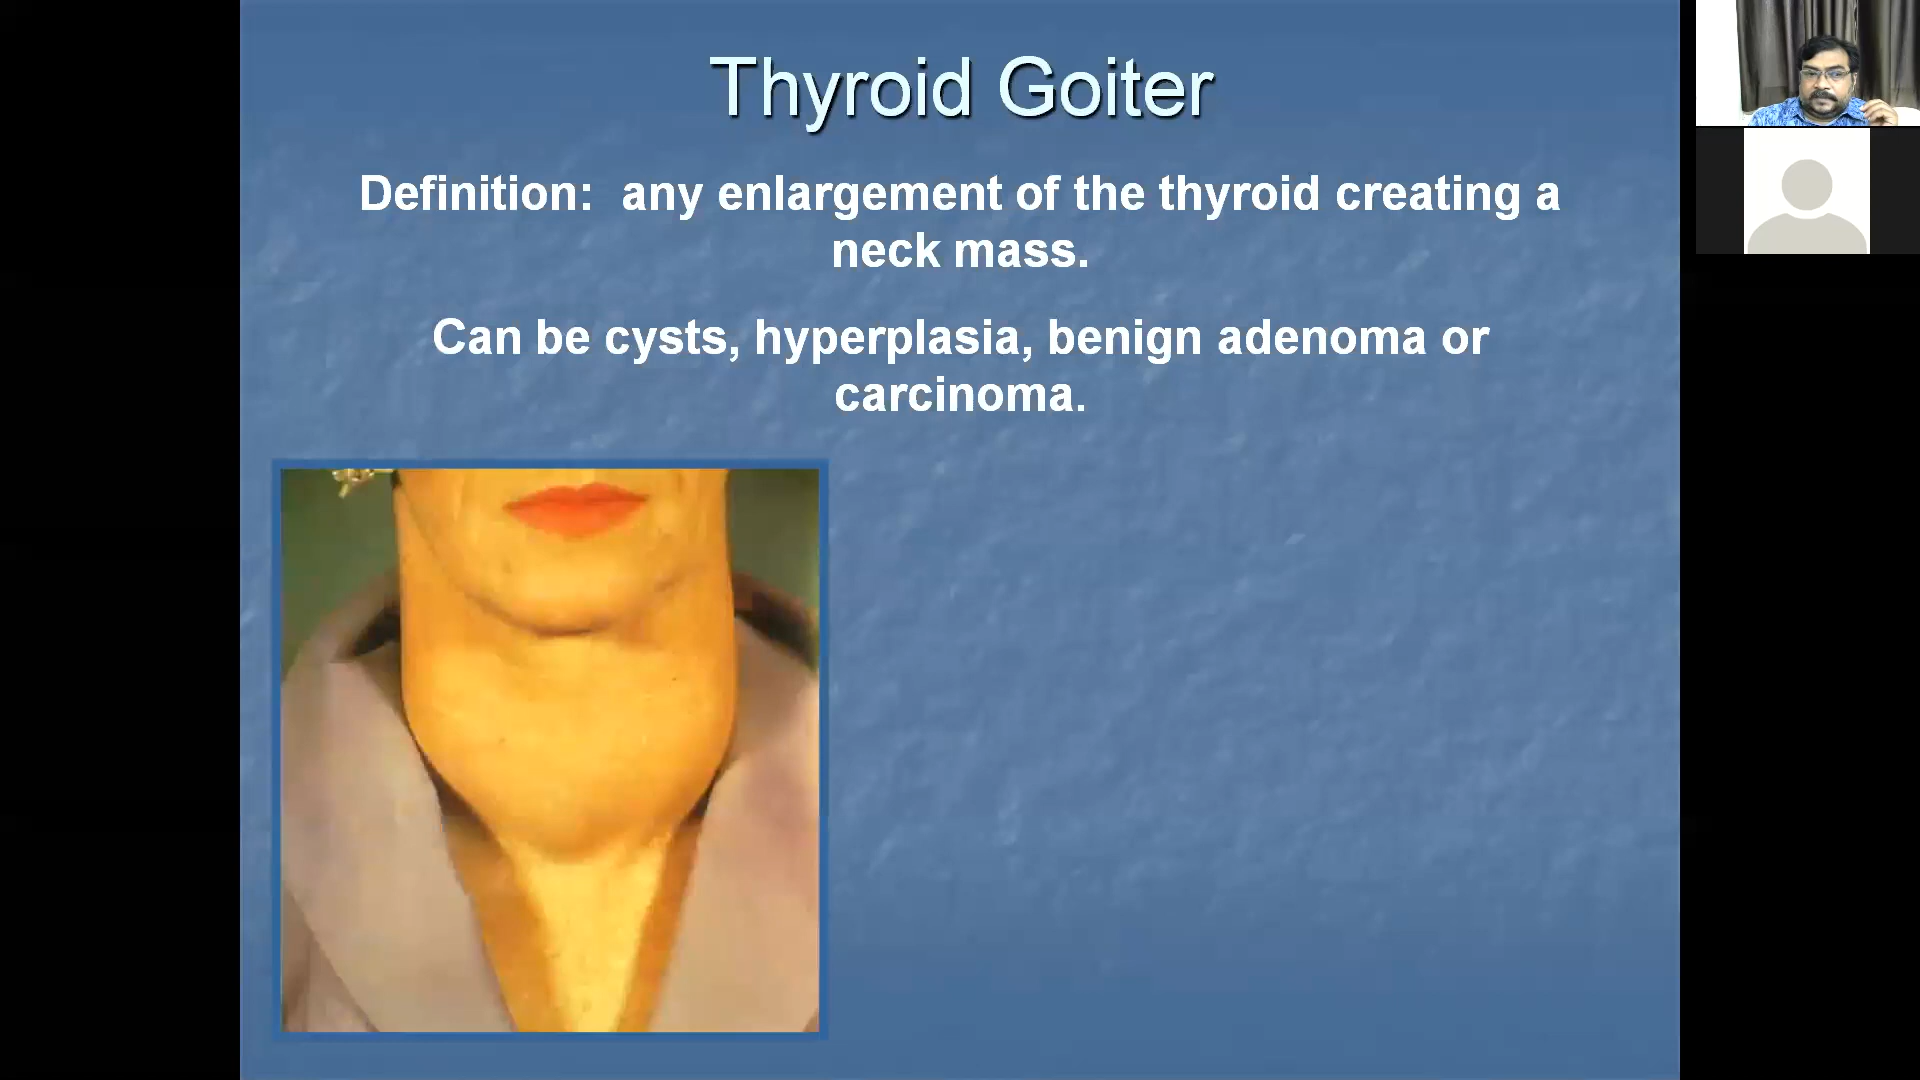 Thyroid Goiter
Definition:  any enlargement of the thyroid creating a
neck mass.
Can be cysts, hyperplasia, benign adenoma or
carcinoma.